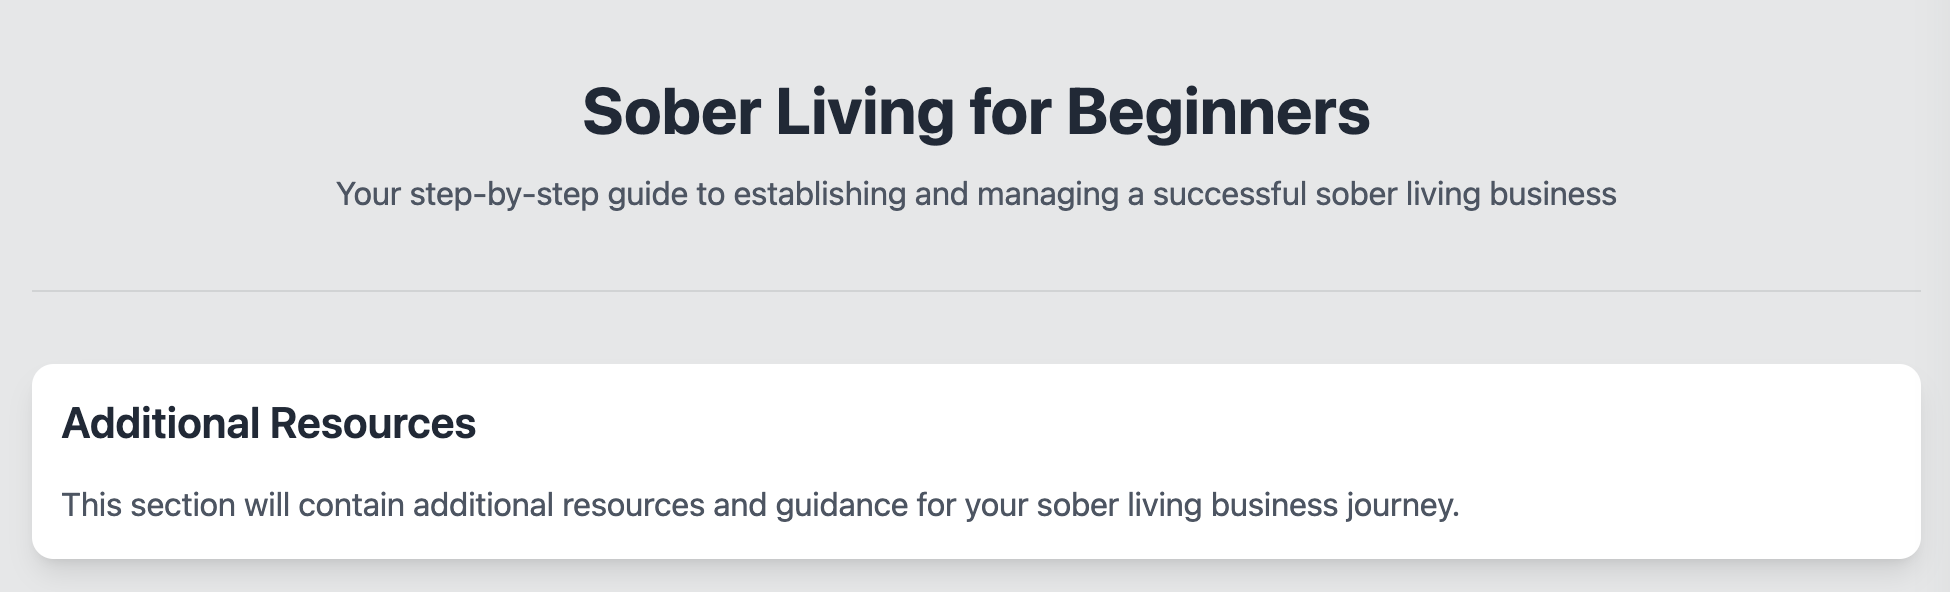 Sober Living for Beginners
Your step-by-step guide to establishing and managing a successful sober living business
Additional Resources
This section will contain additional resources and guidance for your sober living business journey.